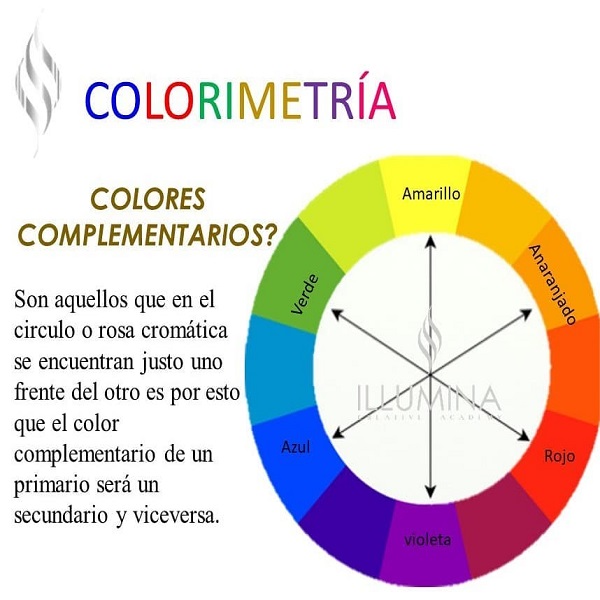 COLORIMETRÍA
COLORES
COMPLEMENTARIOS?
Son aquellos que en el
circulo o rosa cromática
se encuentran justo uno
frente del otro es por esto
que el color
complementario de un
primario será un
secundario y viceversa.
Amarillo
Anaranjado
Verde
ILLUMINA
CREATIVE ACADEMY
Azul
Rojo
violeta